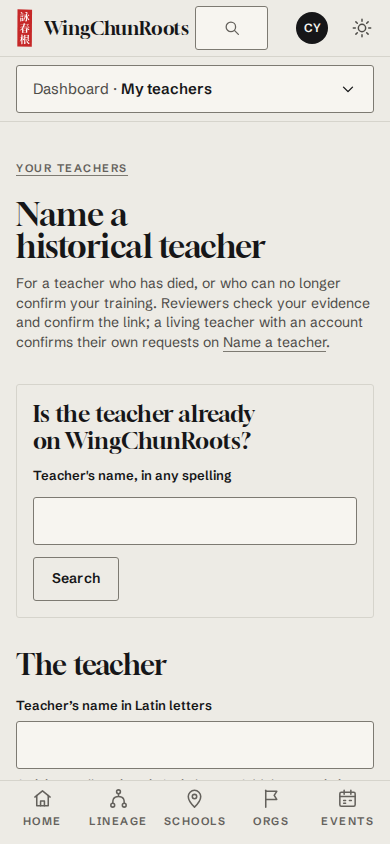 詠春根
WingChunRoots
CY
Dashboard · My teachers
YOUR TEACHERS
Name a
historical teacher
For a teacher who has died, or who can no longer
confirm your training. Reviewers check your evidence
and confirm the link; a living teacher with an account
confirms their own requests on Name a teacher.
Is the teacher already
on WingChunRoots?
Teacher's name, in any spelling
Search
The teacher
Teacher’s name in Latin letters
HOME
LINEAGE
SCHOOLS
ORGS
EVENTS